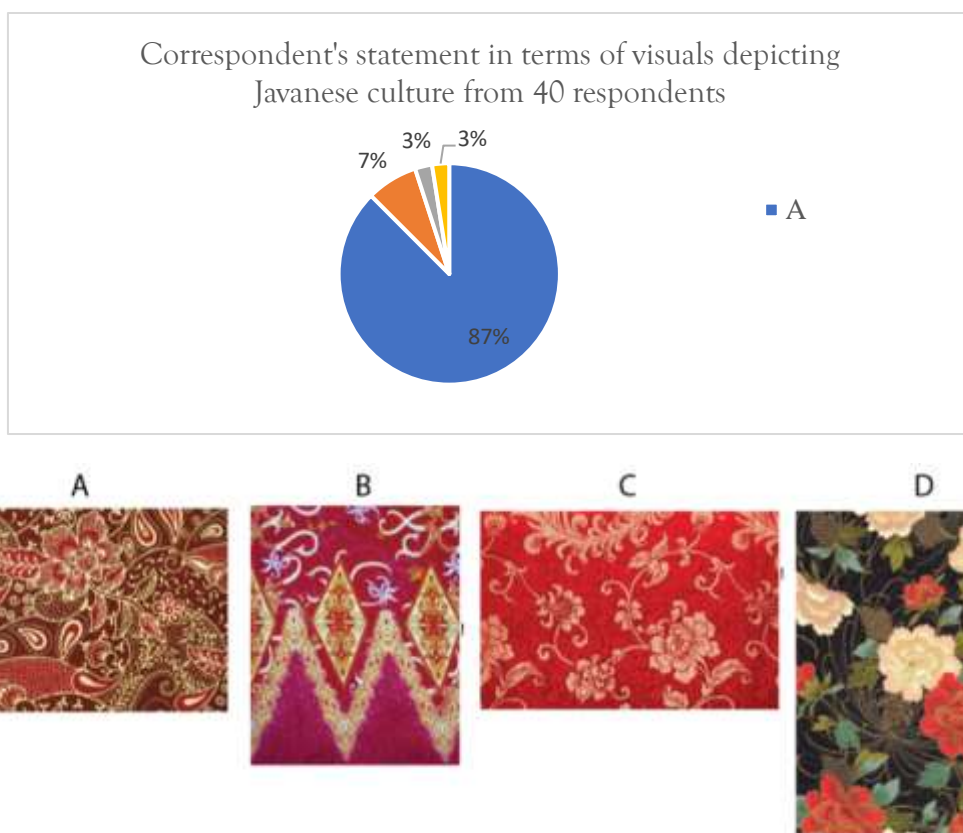 Correspondent's statement in terms of visuals depicting
Javanese culture from 40 respondents
3%
3%
7%
87%
A
A
B
C
D